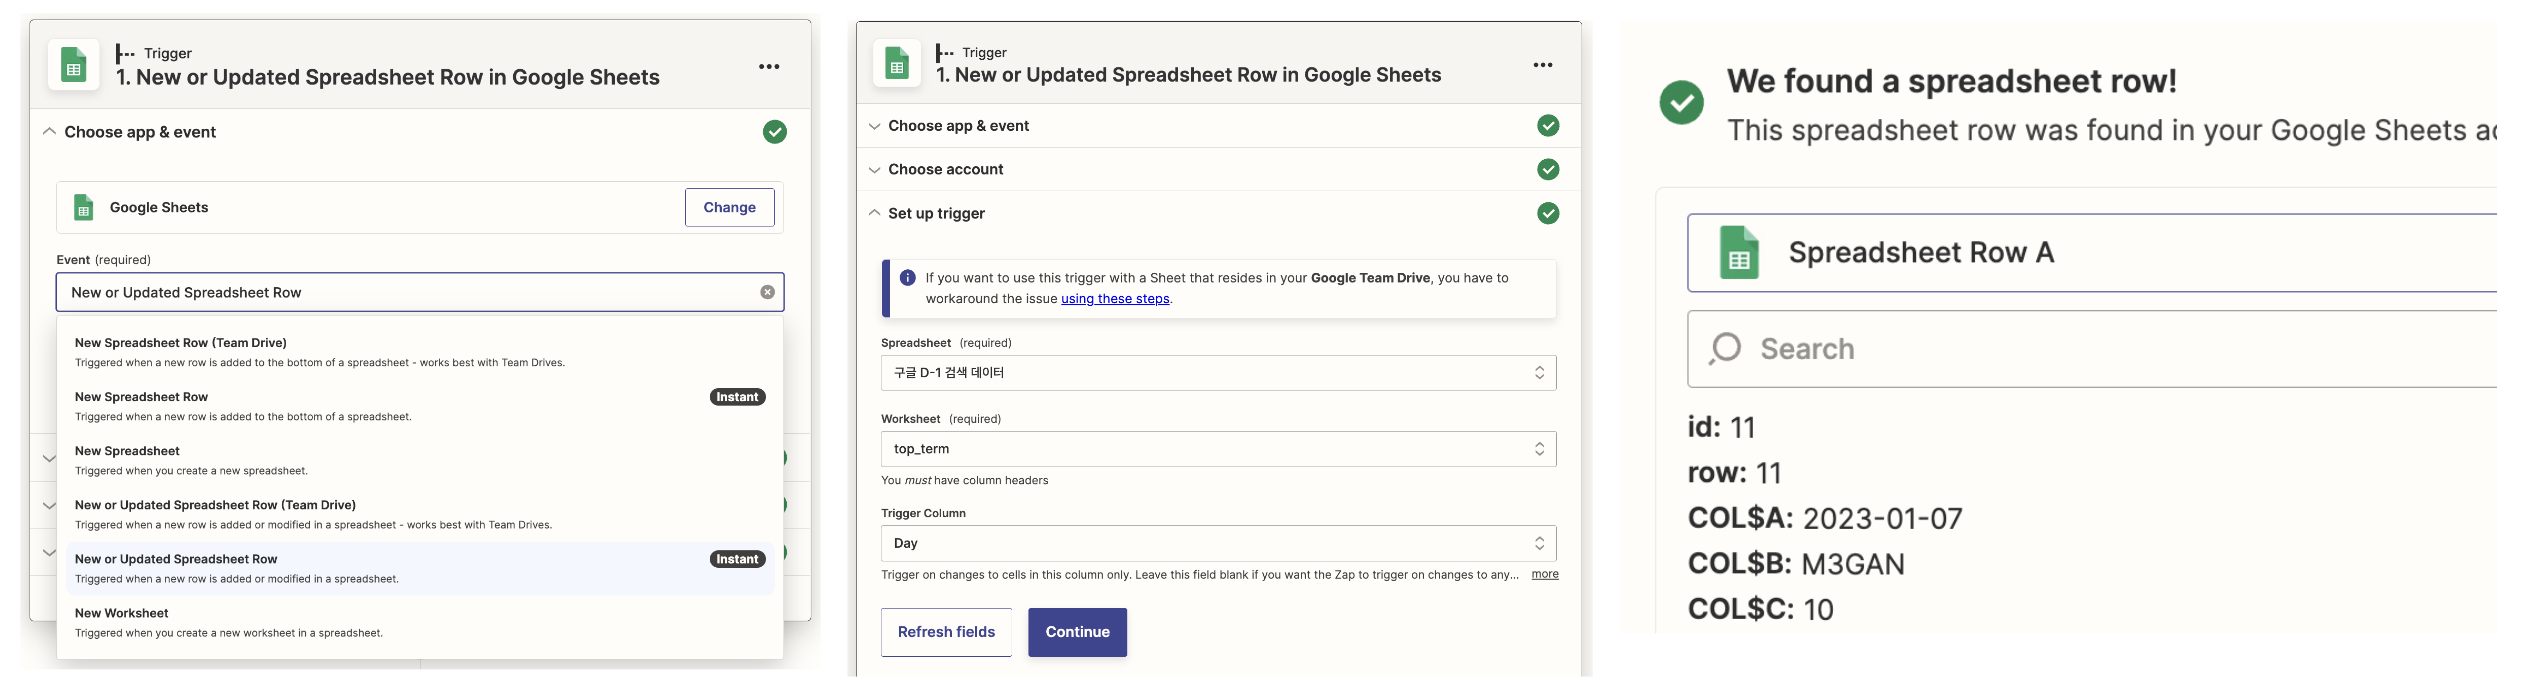 Trigger
1. New or Updated Spreadsheet Row in Google Sheets
Choose app & event
Google Sheets
Change
Event (required)
New or Updated Spreadsheet Row
New Spreadsheet Row (Team Drive)
Triggered when a new row is added to the bottom of a spreadsheet - works best with Team Drives.
New Spreadsheet Row
Instant
Triggered when a new row is added to the bottom of a spreadsheet.
New Spreadsheet
Triggered when you create a new spreadsheet.
New or Updated Spreadsheet Row (Team Drive)
Triggered when a new row is added or modified in a spreadsheet - works best with Team Drives.
New or Updated Spreadsheet Row
Instant
Triggered when a new row is added or modified in a spreadsheet.
New Worksheet
Triggered when you create a new worksheet in a spreadsheet.
Trigger
1. New or Updated Spreadsheet Row in Google Sheets
Choose app & event
Choose account
Set up trigger
If you want to use this trigger with a Sheet that resides in your Google Team Drive, you have to
workaround the issue using these steps.
Spreadsheet (required)
구글 D-1 검색 데이터
Worksheet (required)
top_term
You must have column headers
Trigger Column
Day
Trigger on changes to cells in this column only. Leave this field blank if you want the Zap to trigger on changes to any... more
Refresh fields
Continue
We found a spreadsheet row!
This spreadsheet row was found in your Google Sheets
Spreadsheet Row A
Search
id: 11
row: 11
COL$A: 2023-01-07
COL$B: M3GAN
COL$C: 10